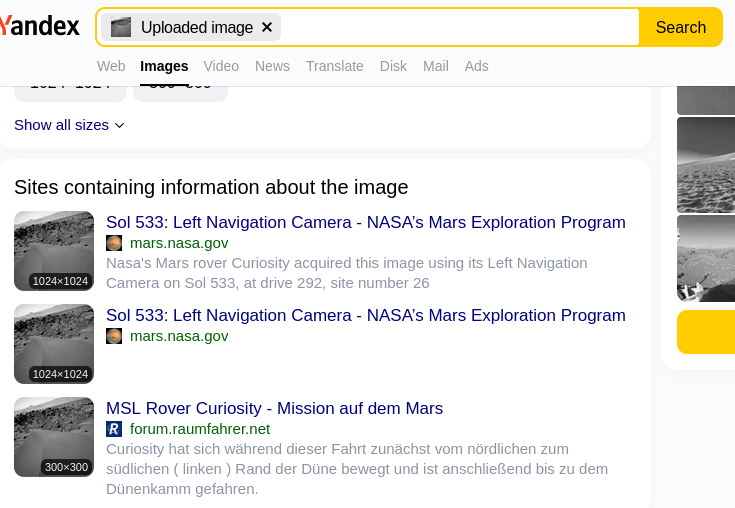 Yandex
Uploaded image ✕
Search
Web Images Video News Translate Disk Mail Ads
Show all sizes
Sites containing information about the image
Sol 533: Left Navigation Camera - NASA’s Mars Exploration Program
mars.nasa.gov
Nasa's Mars rover Curiosity acquired this image using its Left Navigation
Camera on Sol 533, at drive 292, site number 26
1024×1024
Sol 533: Left Navigation Camera - NASA’s Mars Exploration Program
mars.nasa.gov
1024×1024
MSL Rover Curiosity - Mission auf dem Mars
R forum.raumfahrer.net
Curiosity hat sich während dieser Fahrt zunächst vom nördlichen zum
südlichen ( linken ) Rand der Düne bewegt und ist anschließend bis zu dem
Dünenkamm gefahren.
300×300